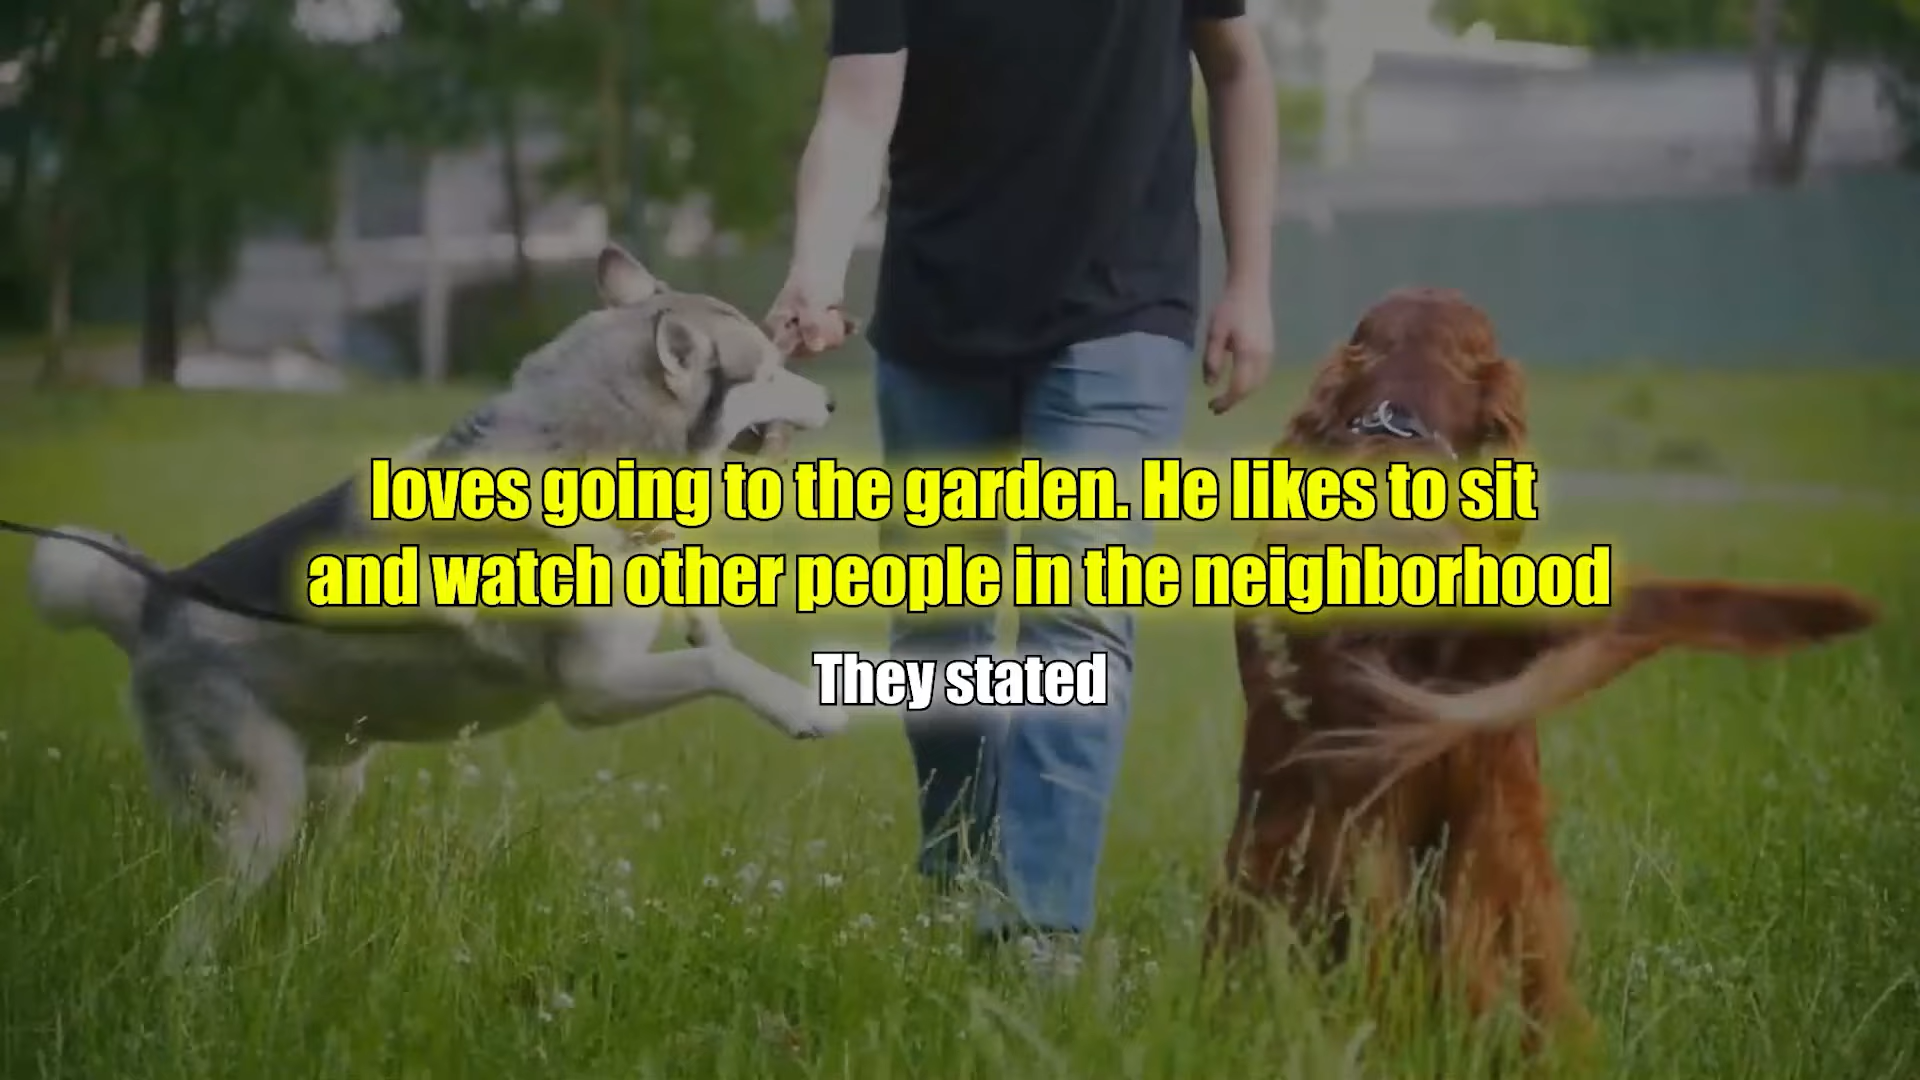 loves going to the garden. He likes to sit
and watch other people in the neighborhood
They stated